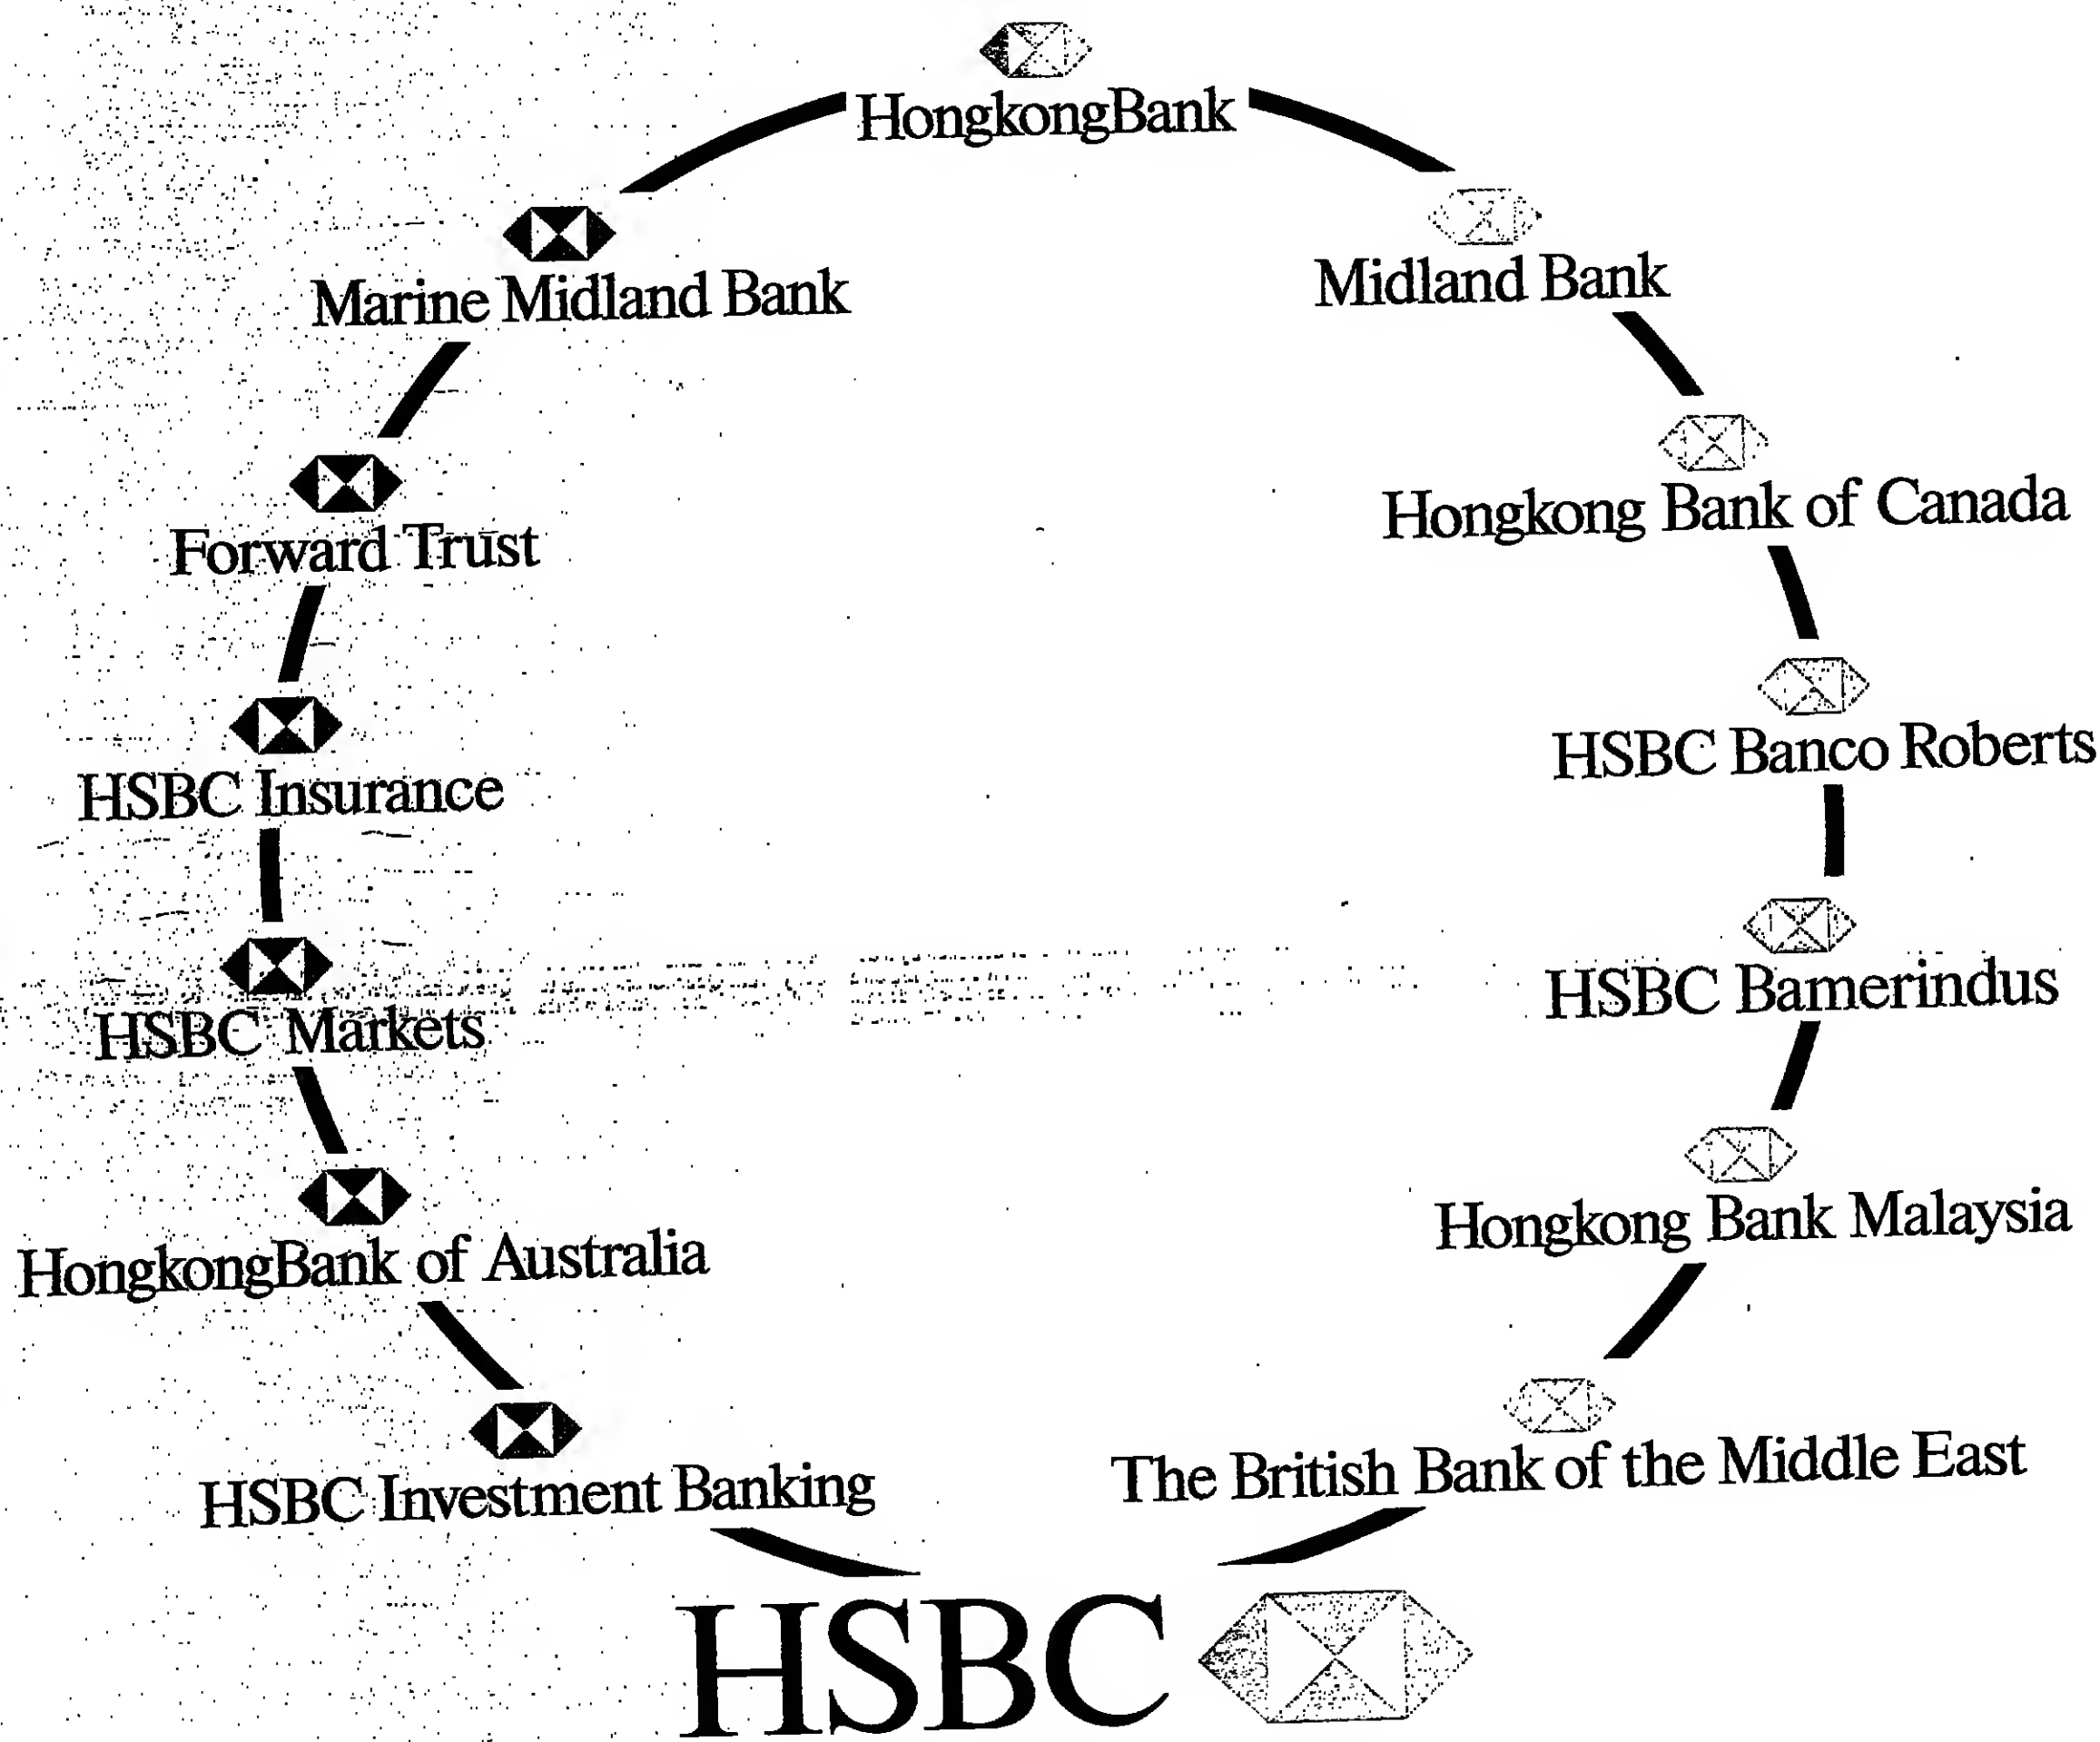 HongkongBank
Marine Midland Bank
Midland Bank
Forward Trust
Hongkong Bank of Canada
HSBC Insurance
HSBC Banco Roberts
HSBC Markets
HSBC Bamerindus
HongkongBank of Australia
Hongkong Bank Malaysia
HSBC Investment Banking
The British Bank of the Middle East
HSBC